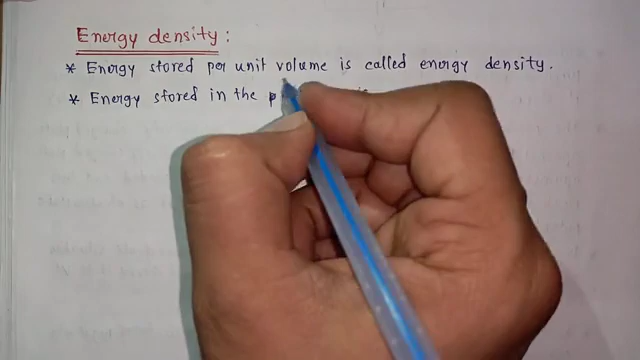 Energy density :
* Energy stored per unit volume is called energy density.
* Energy stored in the